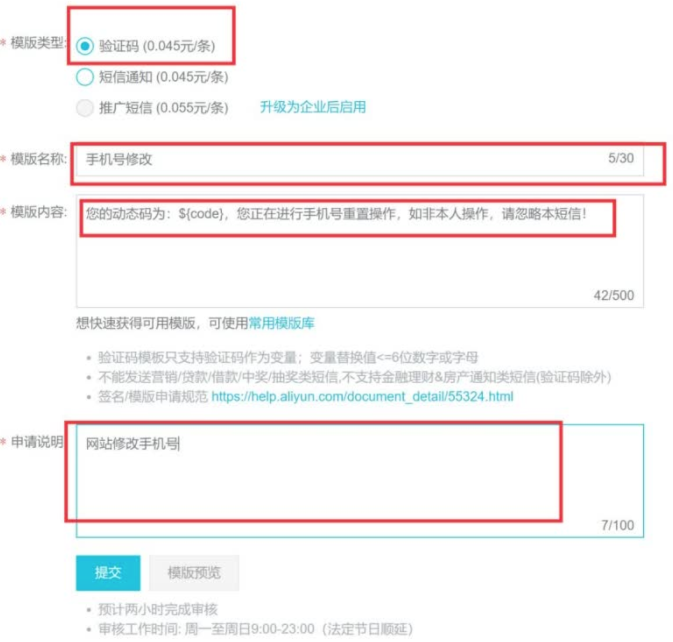 * 模版类型: 验证码 (0.045元/条)
短信通知 (0.045元/条)
推广短信 (0.055元/条) 升级为企业后启用
* 模版名称: 手机号修改 5/30
* 模版内容: 您的动态码为：${code}，您正在进行手机号重置操作，如非本人操作，请忽略本短信！
42/500
想快速获得可用模版，可使用常用模版库
• 验证码模板只支持验证码作为变量；变量替换值<=6位数字或字母
• 不能发送营销/贷款/借款/中奖/抽奖类短信,不支持金融理财&房产通知类短信(验证码除外)
• 签名/模版申请规范 https://help.aliyun.com/document_detail/55324.html
* 申请说明 网站修改手机号
7/100
提交 模版预览
• 预计两小时完成审核
• 审核工作时间: 周一至周日9:00-23:00（法定节日顺延）